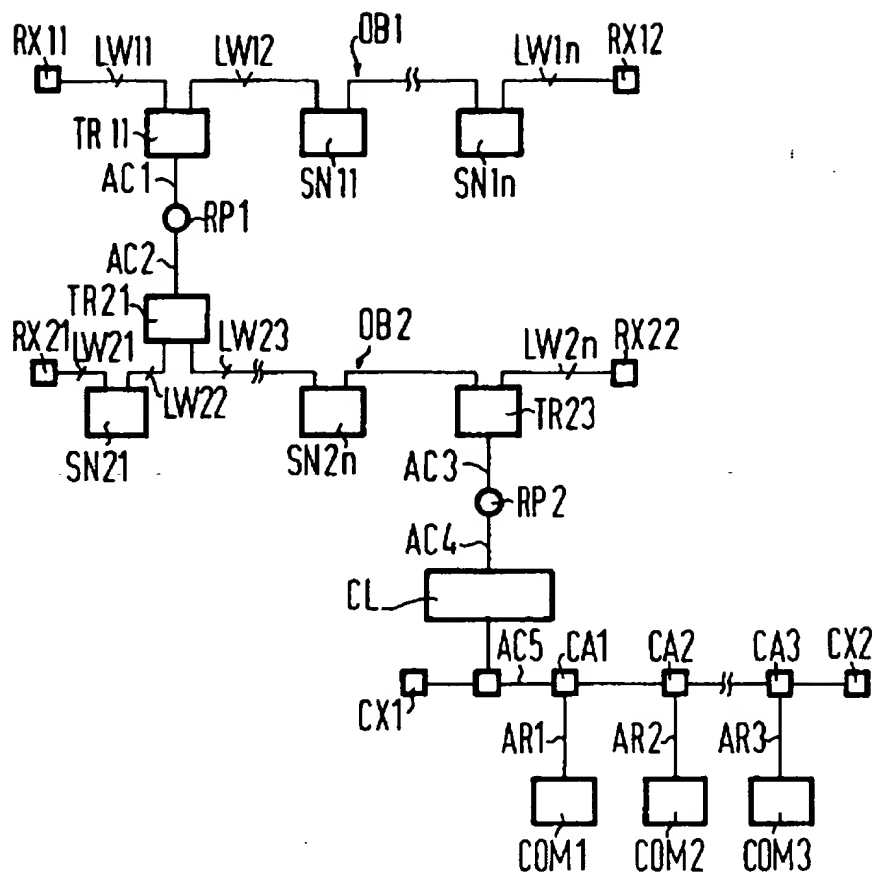 RX11 LW11 LW12 OB1 LW1n RX12
TR11 SN11 SN1n
AC1
RP1
AC2
TR21
RX21 LW21 LW22 LW23 OB2 LW2n RX22
SN21 SN2n TR23
AC3
RP2
AC4
CL
AC5 CA1 CA2 CA3 CX2
CX1
AR1 AR2 AR3
COM1 COM2 COM3